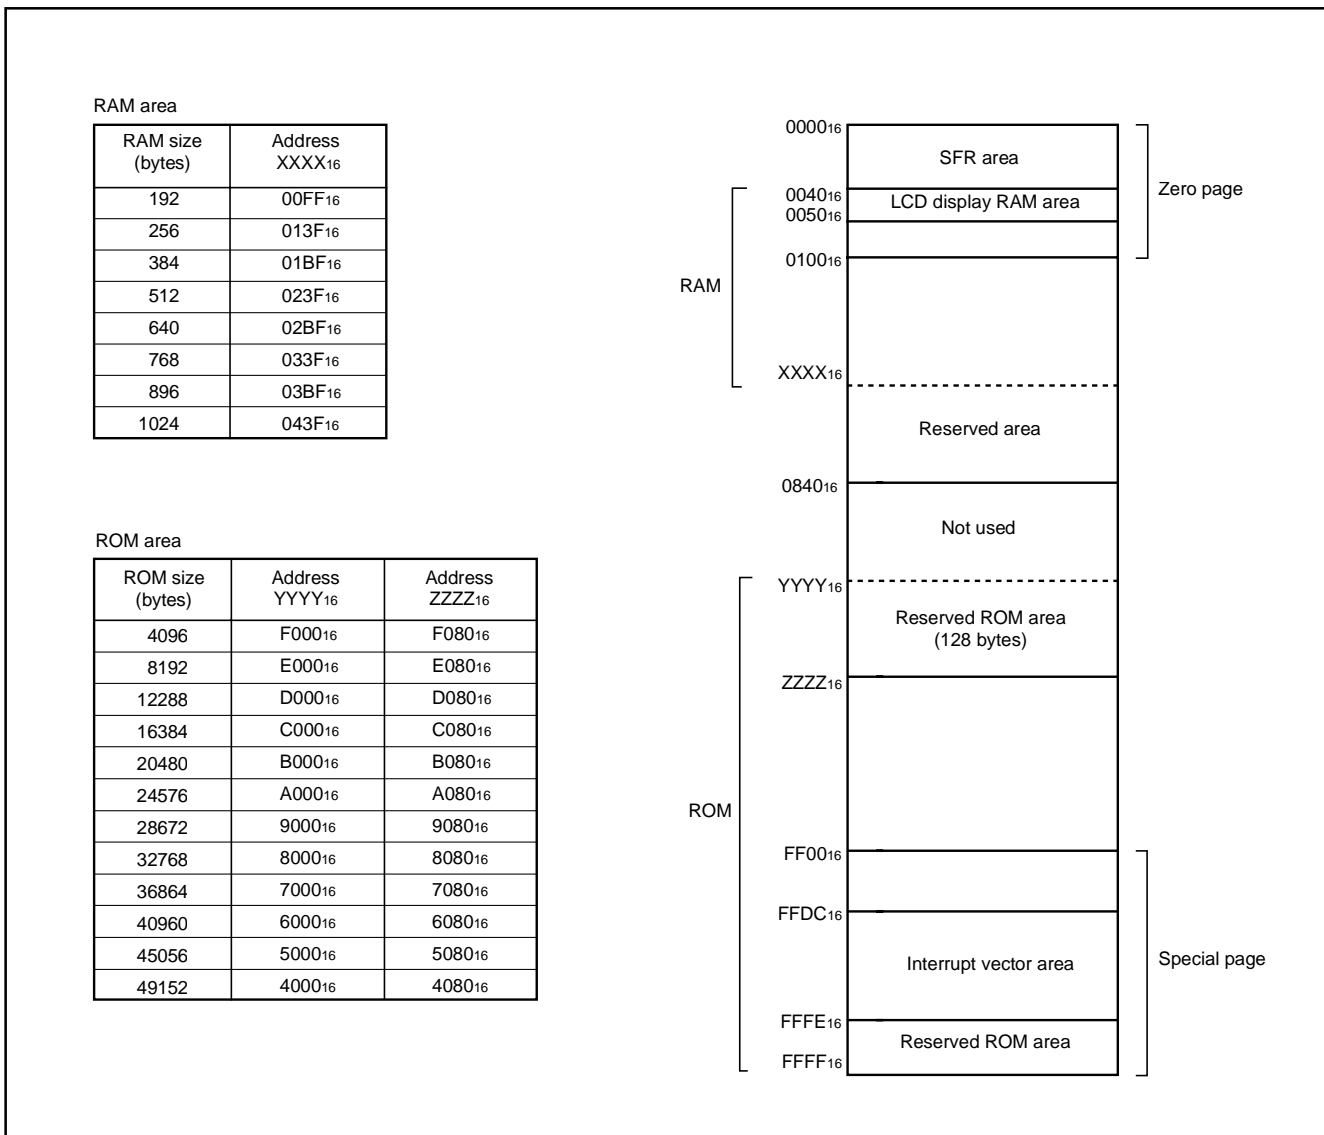 RAM area
RAM size (bytes) Address XXXX16
192 00FF16
256 013F16
384 01BF16
512 023F16
640 02BF16
768 033F16
896 03BF16
1024 043F16
ROM area
ROM size (bytes) Address YYYY16 Address ZZZZ16
4096 F00016 F08016
8192 E00016 E08016
12288 D00016 D08016
16384 C00016 C08016
20480 B00016 B08016
24576 A00016 A08016
28672 900016 908016
32768 800016 808016
36864 700016 708016
40960 600016 608016
45056 500016 508016
49152 400016 408016
000016
SFR area
Zero page
004016
LCD display RAM area
005016
010016
RAM
XXXX16
Reserved area
084016
Not used
YYYY16
Reserved ROM area
(128 bytes)
ZZZZ16
ROM
FF0016
FFDC16
Interrupt vector area
Special page
FFFE16
Reserved ROM area
FFFF16